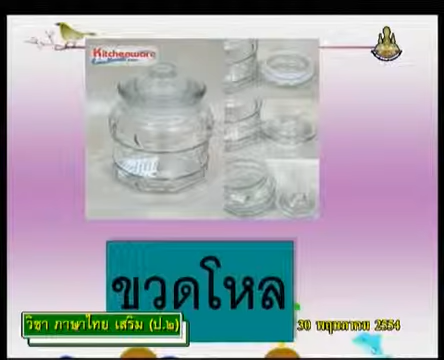 Kitchenware
ขวดโหล
วิชา ภาษาไทย เสริม (ป.๒)
30 พฤษภาคม 2554